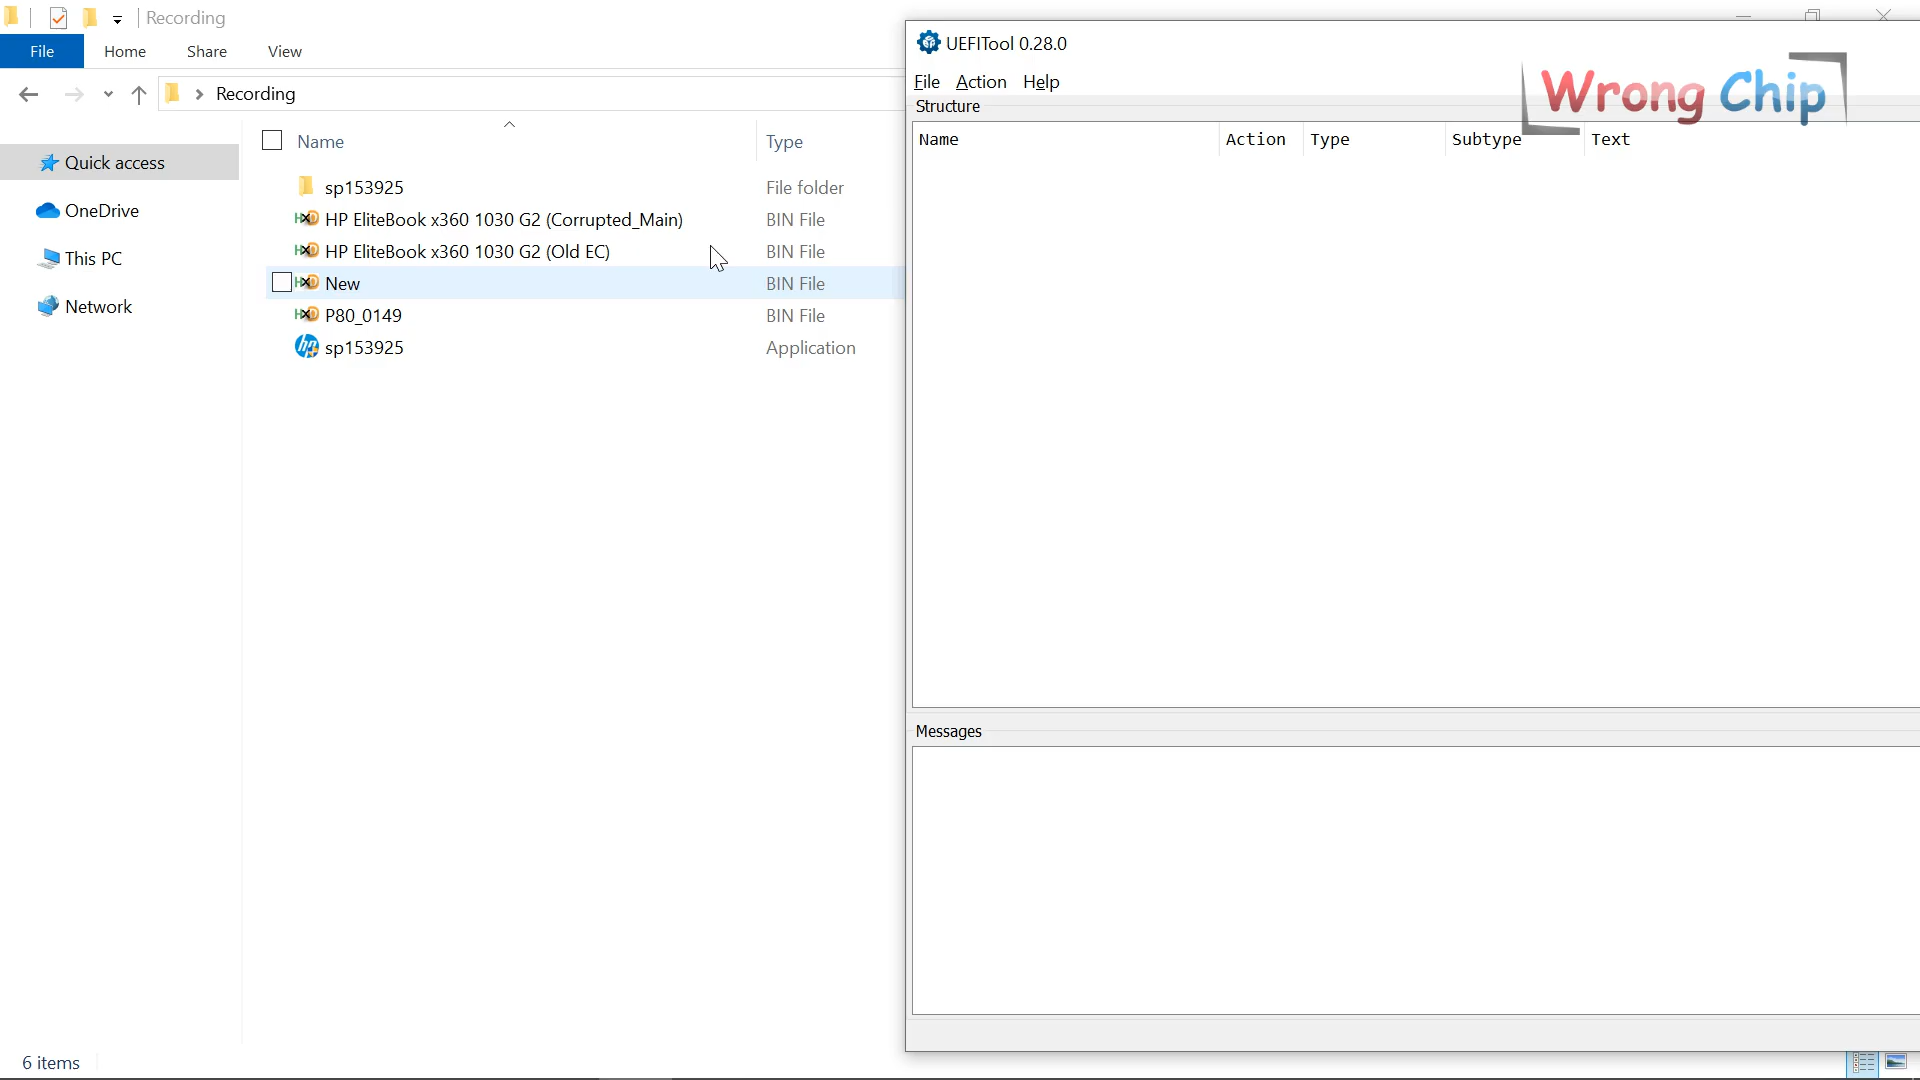 Recording
File Home Share View
Recording
Name Type
Quick access
OneDrive
This PC
Network
sp153925 File folder
HP EliteBook x360 1030 G2 (Corrupted_Main) BIN File
HP EliteBook x360 1030 G2 (Old EC) BIN File
New BIN File
P80_0149 BIN File
sp153925 Application
6 items
UEFITool 0.28.0
File Action Help
Structure
Name Action Type Subtype Text
Messages
Wrong Chip